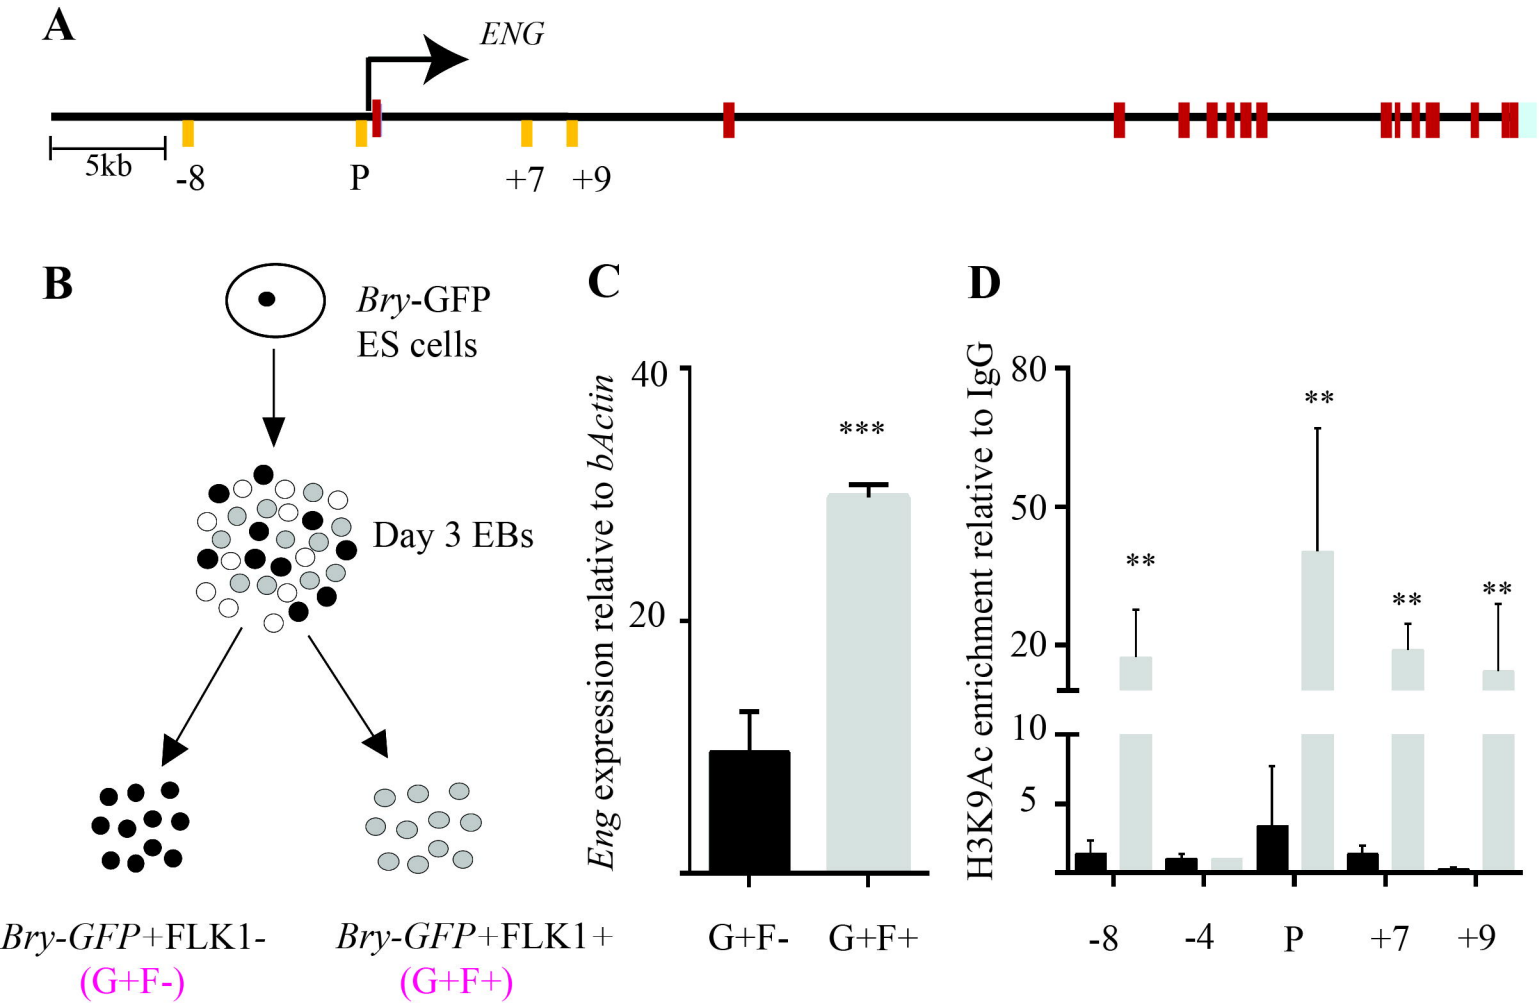 A
ENG
5kb
-8
P
+7
+9
B
Bry-GFP
ES cells
Day 3 EBs
Bry-GFP+FLK1-
(G+F-)
Bry-GFP+FLK1+
(G+F+)
C
Eng expression relative to bActin
40
20
***
G+F-
G+F+
D
H3K9Ac enrichment relative to IgG
80
50
20
10
5
**
**
**
**
-8
-4
P
+7
+9